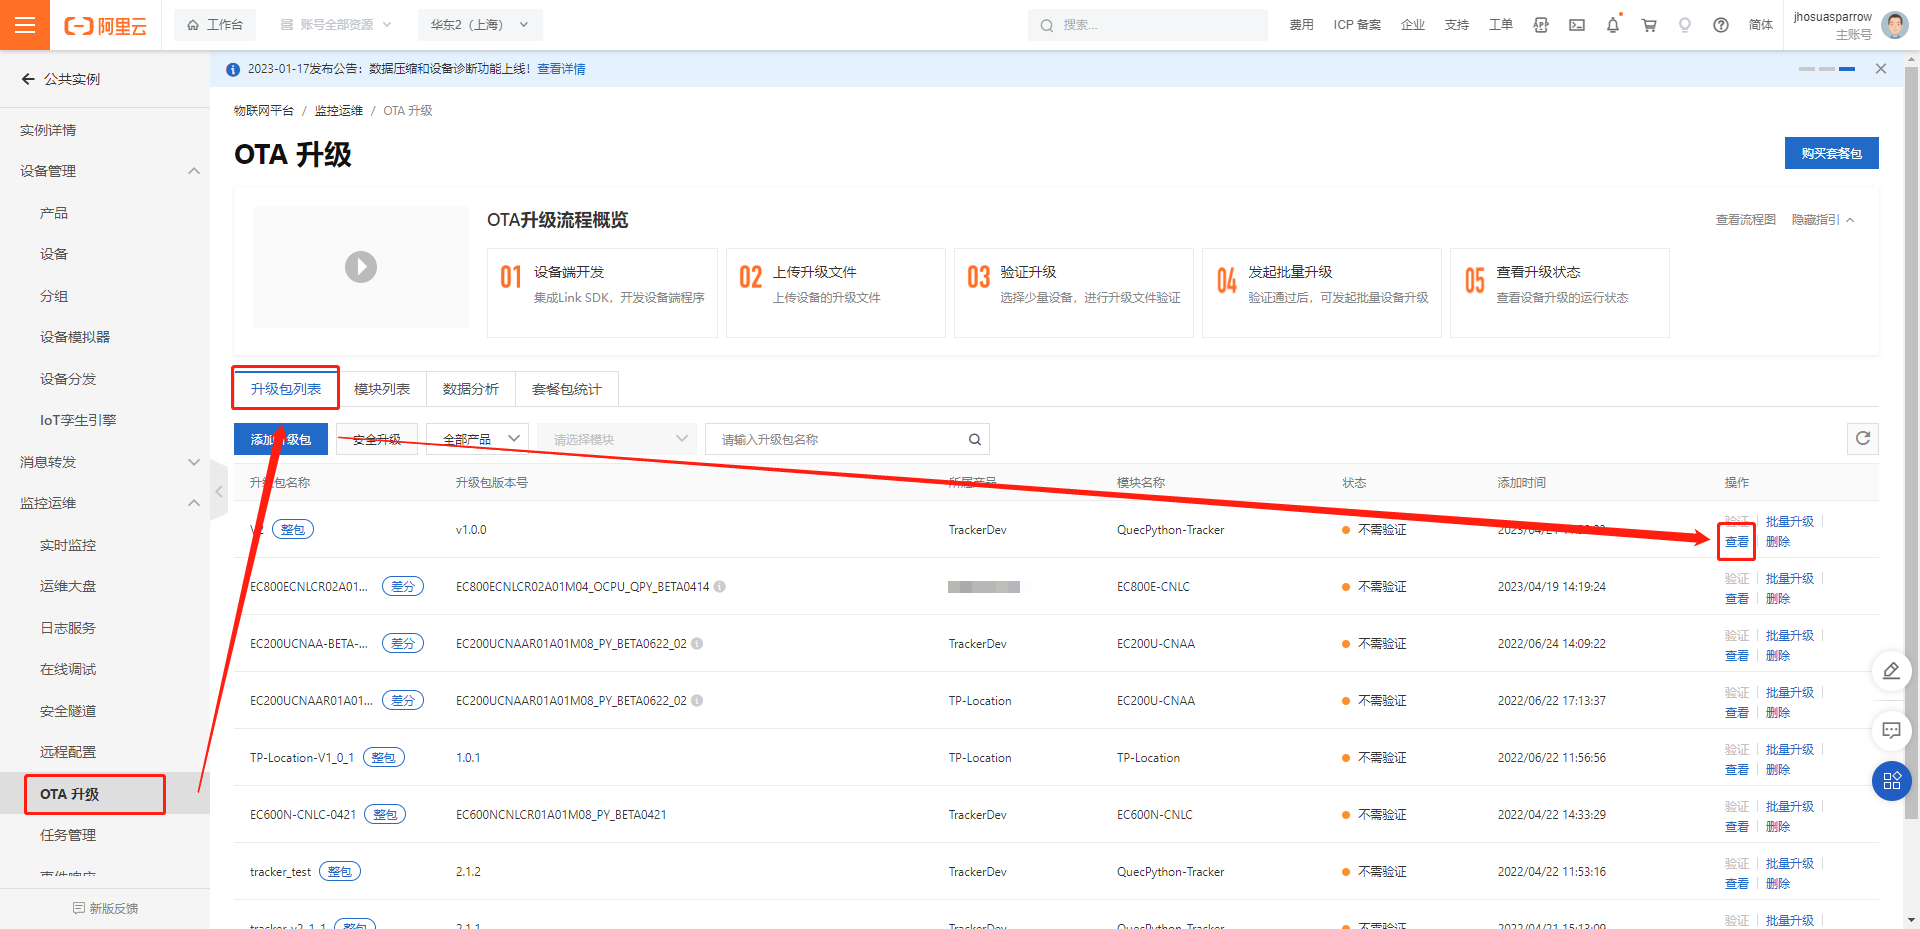 阿里云
工作台
账号全部资源
华东2（上海）
搜索...
费用
ICP 备案
企业
支持
工单
简体
jhosuasparrow
主账号
公共实例
2023-01-17发布公告：数据压缩和设备诊断功能上线！查看详情
物联网平台 / 监控运维 / OTA 升级
OTA 升级
购买套餐包
实例详情
设备管理
产品
设备
分组
设备模拟器
设备分发
IoT孪生引擎
消息转发
监控运维
实时监控
运维大盘
日志服务
在线调试
安全隧道
远程配置
OTA 升级
任务管理
事件响应
新版反馈
OTA升级流程概览
查看流程图 隐藏指引
01 设备端开发
集成Link SDK，开发设备端程序
02 上传升级文件
上传设备的升级文件
03 验证升级
选择少量设备，进行升级文件验证
04 发起批量升级
验证通过后，可发起批量设备升级
05 查看升级状态
查看设备升级的运行状态
升级包列表 模块列表 数据分析 套餐包统计
添加升级包 安全升级 全部产品 请选择模块 请输入升级包名称
升级包名称 升级包版本号 所属产品 模块名称 状态 添加时间 操作
整包 v1.0.0 TrackerDev QuecPython-Tracker 不需验证 验证 批量升级
查看 删除
EC800ECNLCR02A01... 差分 EC800ECNLCR02A01M04_OCPU_QPY_BETA0414 EC800E-CNLC 不需验证 2023/04/19 14:19:24 验证 批量升级
查看 删除
EC200UCNAA-BETA-... 差分 EC200UCNAAR01A01M08_PY_BETA0622_02 TrackerDev EC200U-CNAA 不需验证 2022/06/24 14:09:22 验证 批量升级
查看 删除
EC200UCNAAR01A01... 差分 EC200UCNAAR01A01M08_PY_BETA0622_02 TP-Location EC200U-CNAA 不需验证 2022/06/22 17:13:37 验证 批量升级
查看 删除
TP-Location-V1_0_1 整包 1.0.1 TP-Location TP-Location 不需验证 2022/06/22 11:56:56 验证 批量升级
查看 删除
EC600N-CNLC-0421 整包 EC600NCNLCR01A01M08_PY_BETA0421 TrackerDev EC600N-CNLC 不需验证 2022/04/22 14:33:29 验证 批量升级
查看 删除
tracker_test 整包 2.1.2 TrackerDev QuecPython-Tracker 不需验证 2022/04/22 11:53:16 验证 批量升级
查看 删除
tracker_v2_1_1 整包 2.1.1 TrackerDev QuecPython-Tracker 不需验证 2022/04/21 15:13:09 验证 批量升级